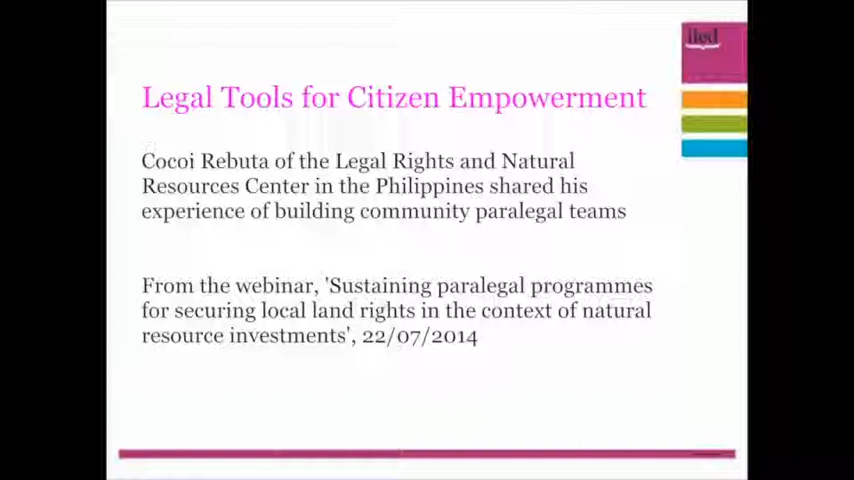 iied
Legal Tools for Citizen Empowerment
Cocoi Rebuta of the Legal Rights and Natural
Resources Center in the Philippines shared his
experience of building community paralegal teams
From the webinar, 'Sustaining paralegal programmes
for securing local land rights in the context of natural
resource investments', 22/07/2014